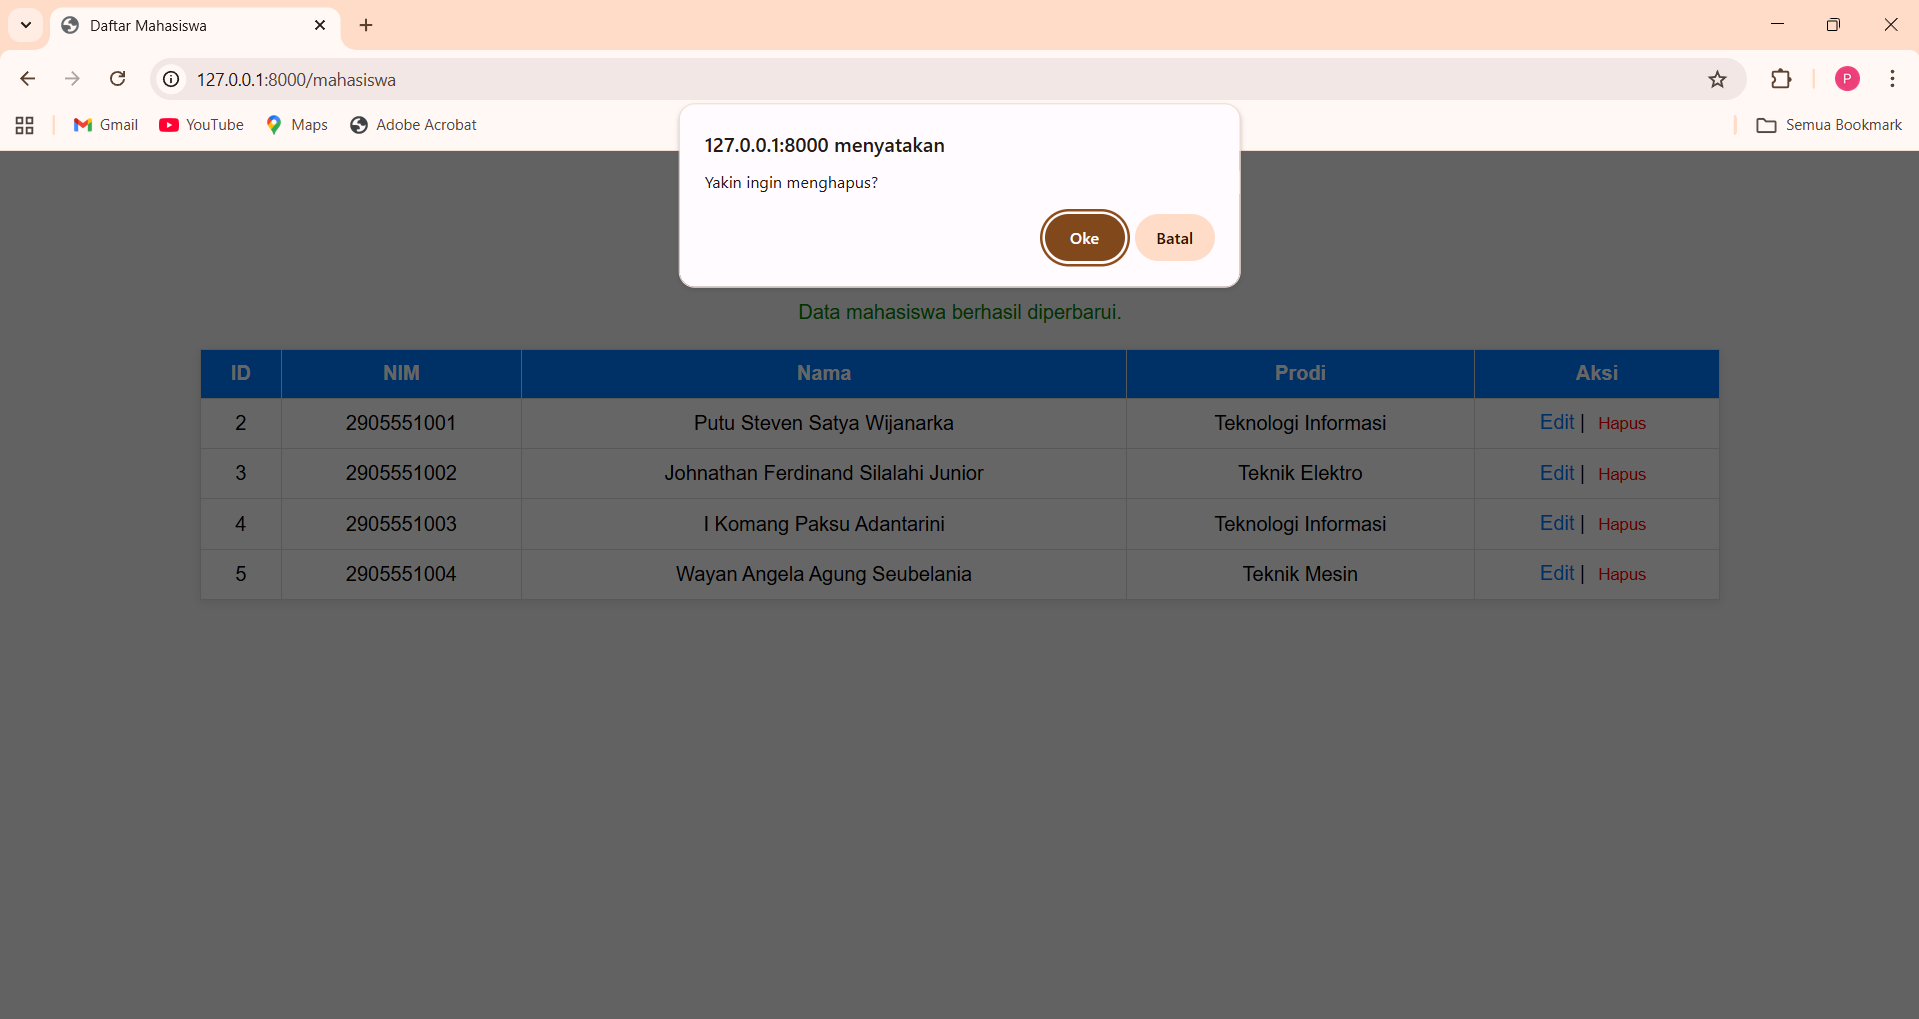 Daftar Mahasiswa
127.0.0.1:8000/mahasiswa
P
Gmail YouTube Maps Adobe Acrobat Semua Bookmark
127.0.0.1:8000 menyatakan
Yakin ingin menghapus?
Oke Batal
Data mahasiswa berhasil diperbarui.
ID NIM Nama Prodi Aksi
2 2905551001 Putu Steven Satya Wijanarka Teknologi Informasi Edit | Hapus
3 2905551002 Johnathan Ferdinand Silalahi Junior Teknik Elektro Edit | Hapus
4 2905551003 I Komang Paksu Adantarini Teknologi Informasi Edit | Hapus
5 2905551004 Wayan Angela Agung Seubelania Teknik Mesin Edit | Hapus